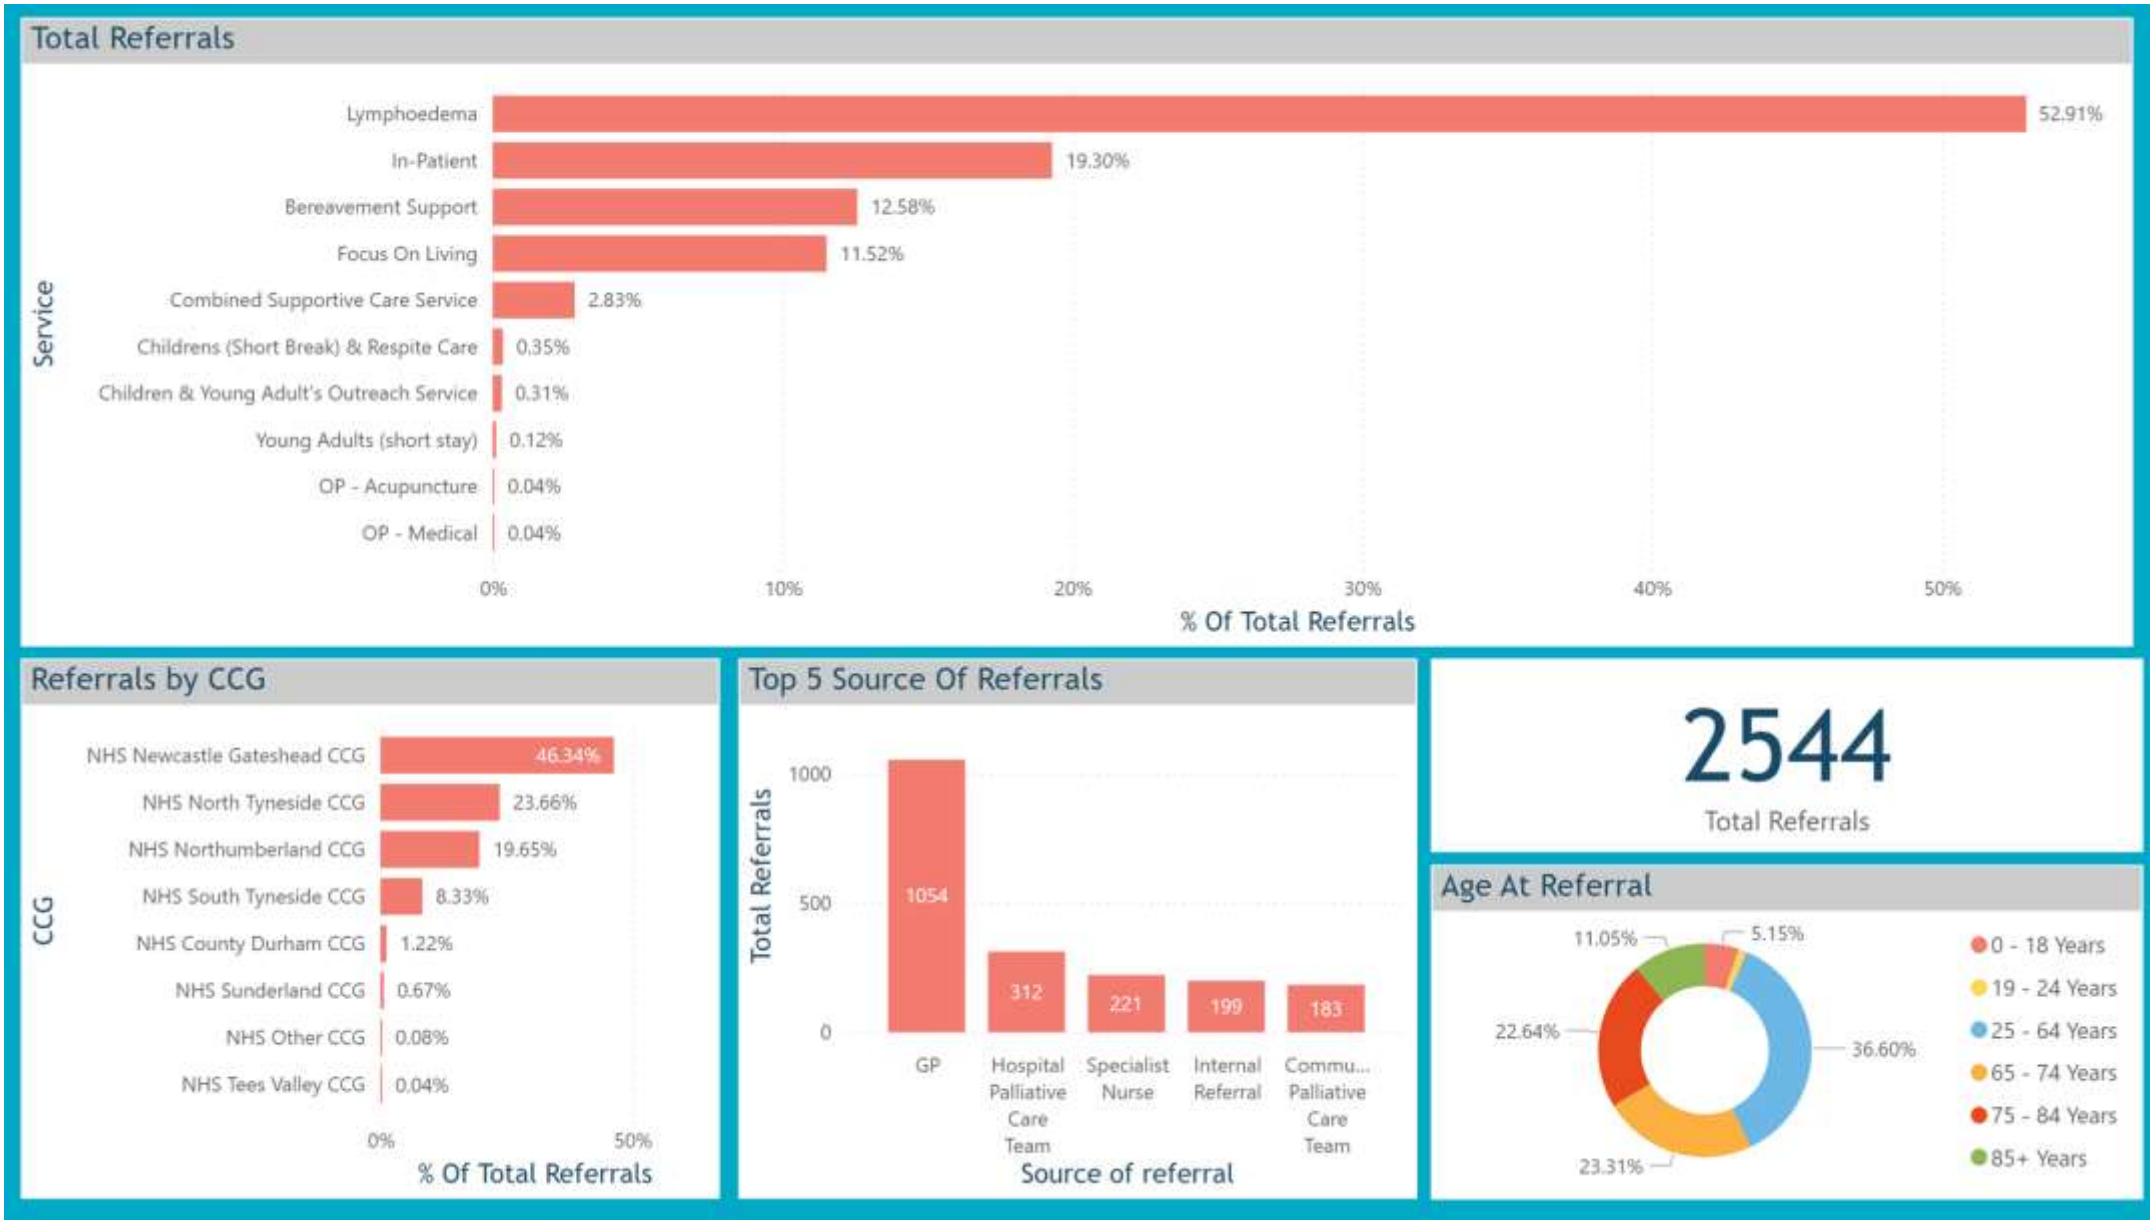 Total Referrals
Service
Lymphoedema 52.91%
In-Patient 19.30%
Bereavement Support 12.58%
Focus On Living 11.52%
Combined Supportive Care Service 2.83%
Childrens (Short Break) & Respite Care 0.35%
Children & Young Adult's Outreach Service 0.31%
Young Adults (short stay) 0.12%
OP - Acupuncture 0.04%
OP - Medical 0.04%
0% 10% 20% 30% 40% 50%
% Of Total Referrals
Referrals by CCG
CCG
NHS Newcastle Gateshead CCG 46.34%
NHS North Tyneside CCG 23.66%
NHS Northumberland CCG 19.65%
NHS South Tyneside CCG 8.33%
NHS County Durham CCG 1.22%
NHS Sunderland CCG 0.67%
NHS Other CCG 0.08%
NHS Tees Valley CCG 0.04%
0% 50%
% Of Total Referrals
Top 5 Source Of Referrals
Total Referrals
1000
500
0
1054
312
221
199
183
GP
Hospital
Palliative
Care
Team
Specialist
Nurse
Internal
Referral
Commu...
Palliative
Care
Team
Source of referral
2544
Total Referrals
Age At Referral
11.05%
5.15%
22.64%
36.60%
23.31%
0 - 18 Years
19 - 24 Years
25 - 64 Years
65 - 74 Years
75 - 84 Years
85+ Years